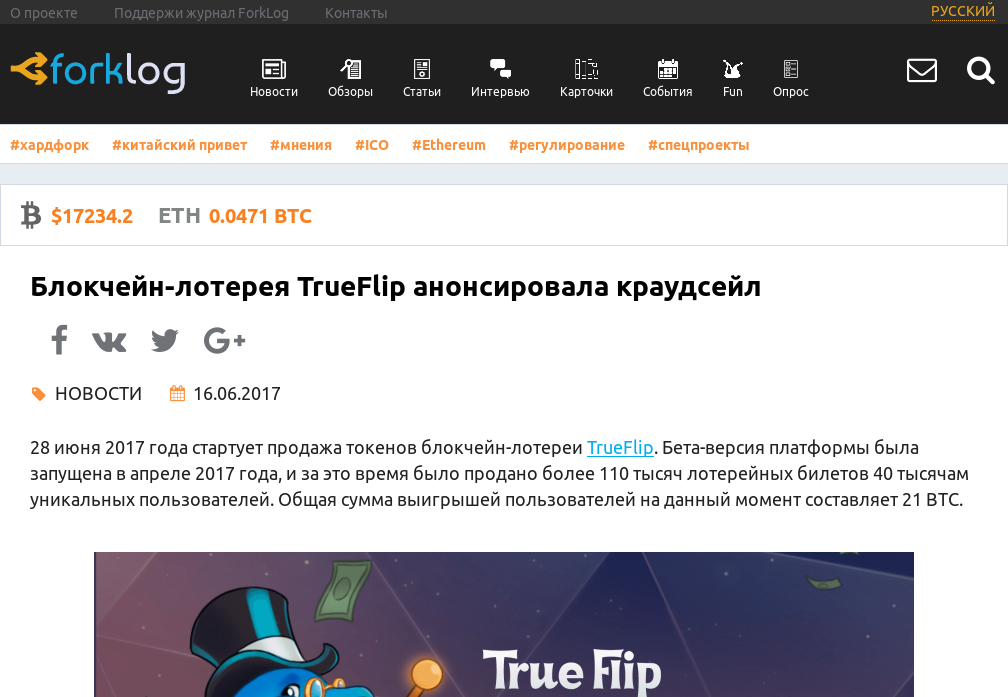 О проекте Поддержи журнал ForkLog Контакты РУССКИЙ
forklog
Новости Обзоры Статьи Интервью Карточки События Fun Опрос
#хардфорк #китайский привет #мнения #ICO #Ethereum #регулирование #спецпроекты
$17234.2 ETH 0.0471 BTC
Блокчейн-лотерея TrueFlip анонсировала краудсейл
НОВОСТИ 16.06.2017
28 июня 2017 года стартует продажа токенов блокчейн-лотереи TrueFlip. Бета-версия платформы была
запущена в апреле 2017 года, и за это время было продано более 110 тысяч лотерейных билетов 40 тысячам
уникальных пользователей. Общая сумма выигрышей пользователей на данный момент составляет 21 BTC.
True Flip